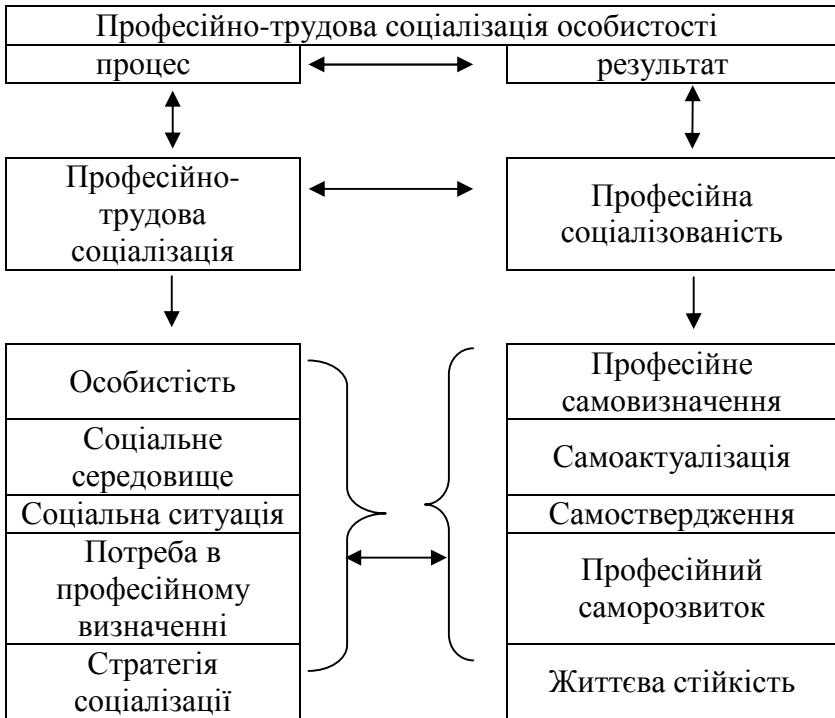 Професійно-трудова соціалізація особистості
процес
результат
Професійно-
трудова
соціалізація
Професійна
соціалізованість
Особистість
Професійне
самовизначення
Соціальне
середовище
Самоактуалізація
Соціальна ситуація
Самоствердження
Потреба в
професійному
визначенні
Професійний
саморозвиток
Стратегія
соціалізації
Життєва стійкість